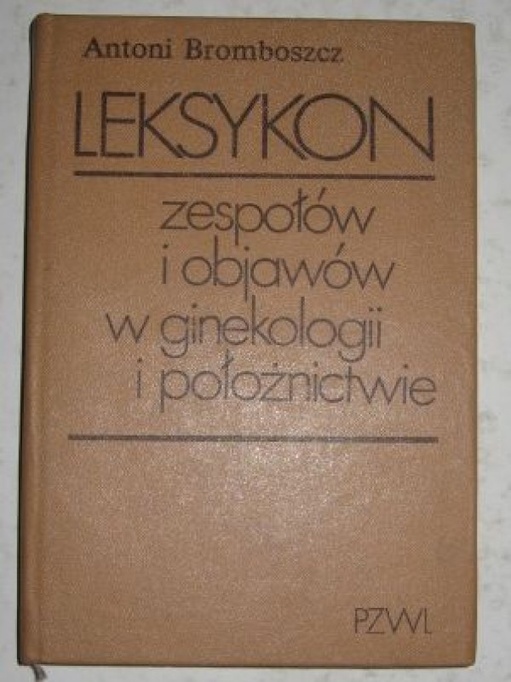 Antoni Bromboszcz
LEKSYKON
zespołów
i objawów
w ginekologii
i położnictwie
PZWL